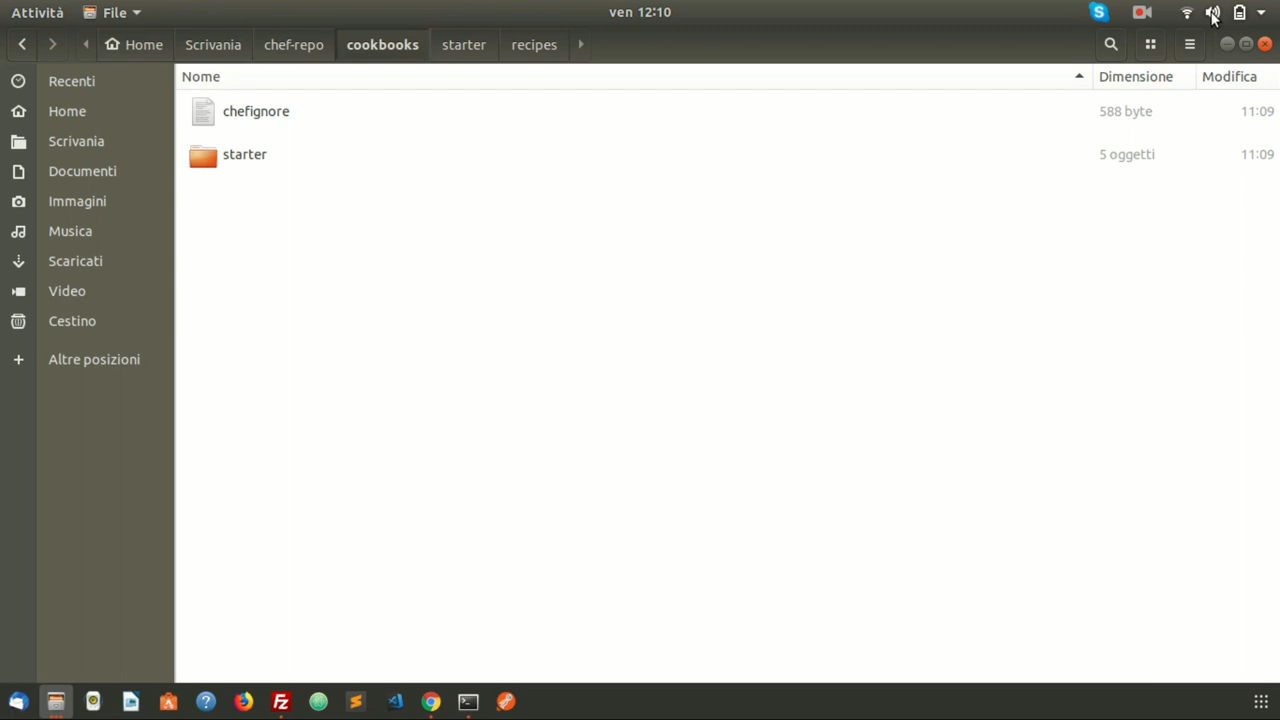 Attività File ven 12:10
Home Scrivania chef-repo cookbooks starter recipes
Nome Dimensione Modifica
Recenti
chefignore 588 byte 11:09
Home
Scrivania
starter 5 oggetti 11:09
Documenti
Immagini
Musica
Scaricati
Video
Cestino
Altre posizioni